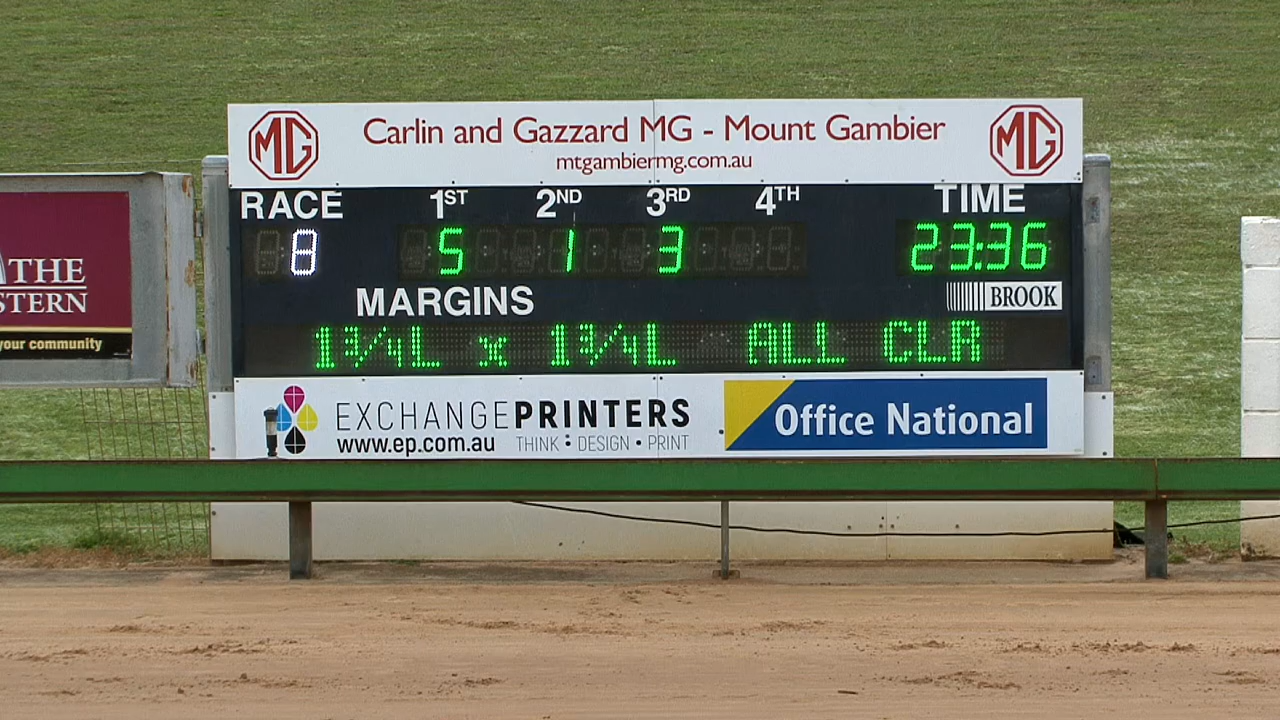 MG Carlin and Gazzard MG - Mount Gambier MG
mtgambiermg.com.au
RACE 1ST 2ND 3RD 4TH TIME
8 5 1 3 23:36
MARGINS BROOK
1¾L x 1¾L ALL CLR
THE
STERN
your community
EXCHANGEPRINTERS
www.ep.com.au THINK : DESIGN • PRINT
Office National